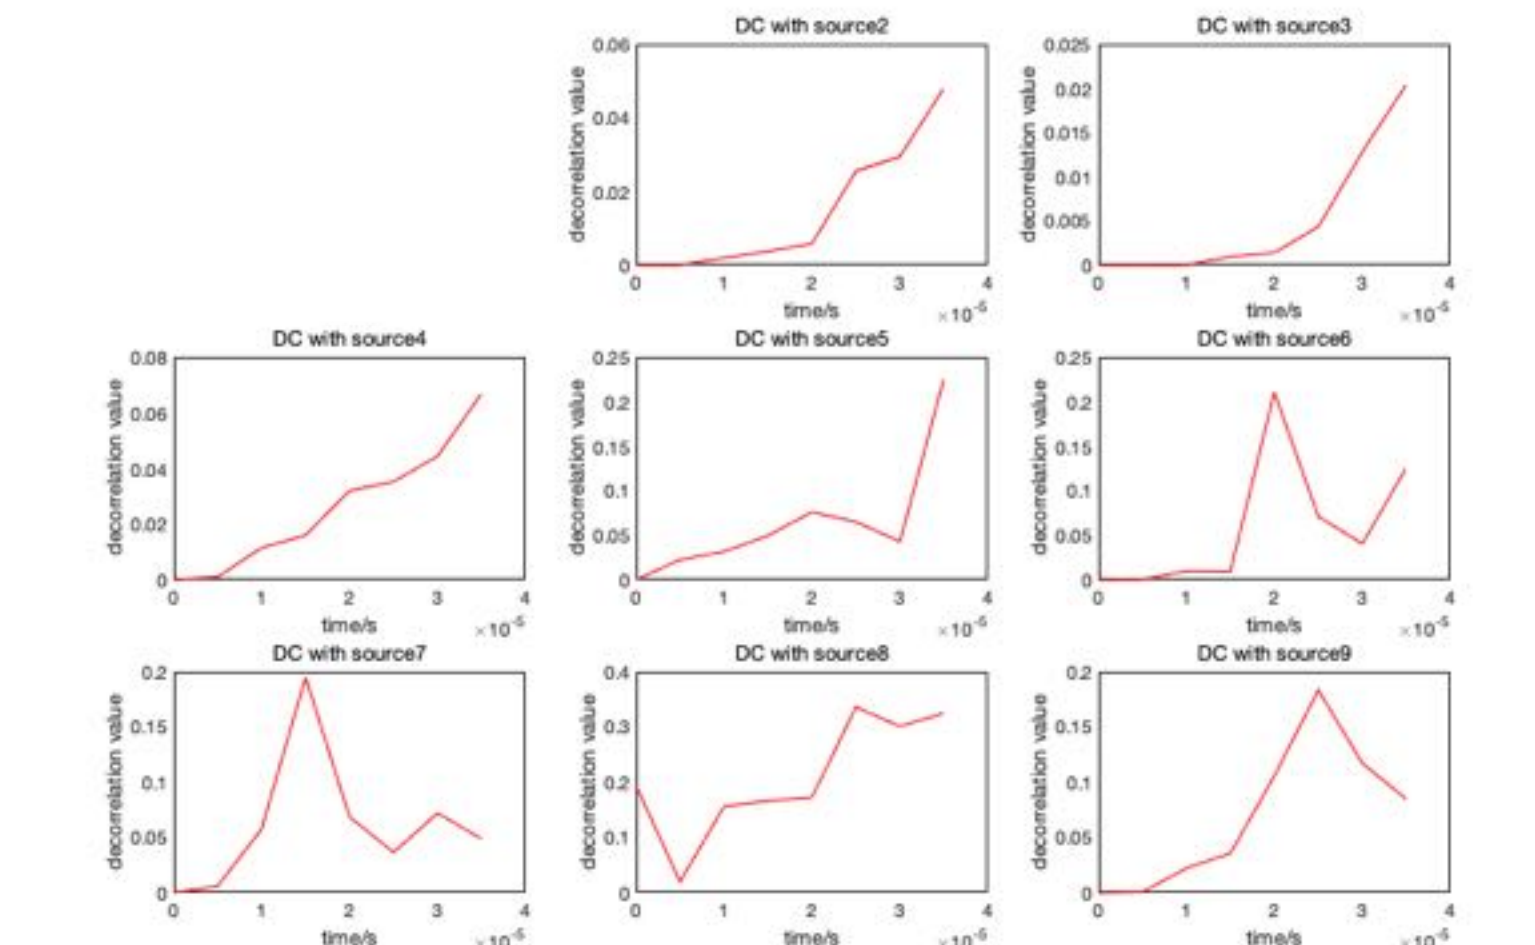 DC with source2
0.06
0.04
0.02
0
decorrelation value
0 1 2 3 4
time/s
×10⁻⁵
DC with source3
0.025
0.02
0.015
0.01
0.005
0
decorrelation value
0 1 2 3 4
time/s
×10⁻⁵
DC with source4
0.08
0.06
0.04
0.02
0
decorrelation value
0 1 2 3 4
time/s
×10⁻⁵
DC with source5
0.25
0.2
0.15
0.1
0.05
0
decorrelation value
0 1 2 3 4
time/s
×10⁻⁵
DC with source6
0.25
0.2
0.15
0.1
0.05
0
decorrelation value
0 1 2 3 4
time/s
×10⁻⁵
DC with source7
0.2
0.15
0.1
0.05
0
decorrelation value
0 1 2 3 4
time/s
×10⁻⁵
DC with source8
0.4
0.3
0.2
0.1
0
decorrelation value
0 1 2 3 4
time/s
×10⁻⁵
DC with source9
0.2
0.15
0.1
0.05
0
decorrelation value
0 1 2 3 4
time/s
×10⁻⁵